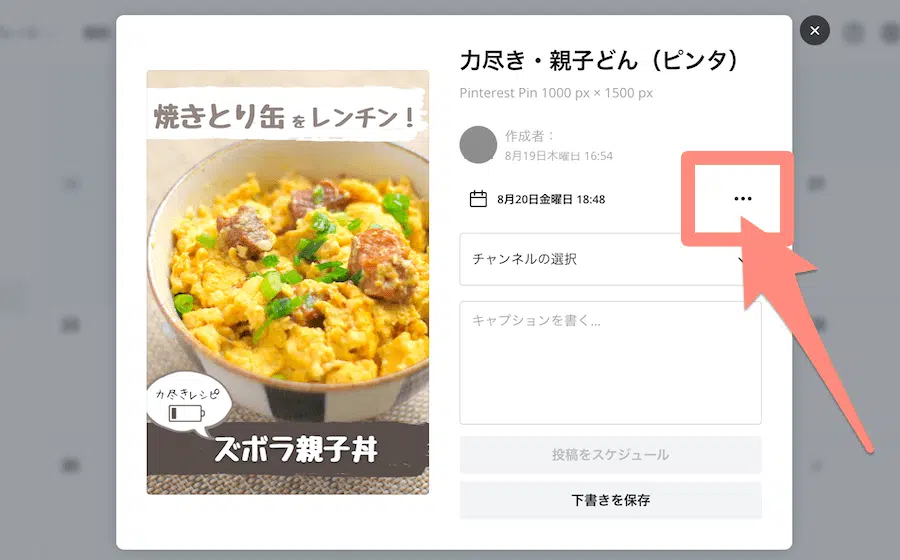 焼きとり缶をレンチン！
力尽きレシピ
ズボラ親子丼
力尽き・親子どん（ピンタ）
Pinterest Pin 1000 px × 1500 px
作成者：
8月19日木曜日 16:54
8月20日金曜日 18:48
チャンネルの選択
キャプションを書く...
投稿をスケジュール
下書きを保存